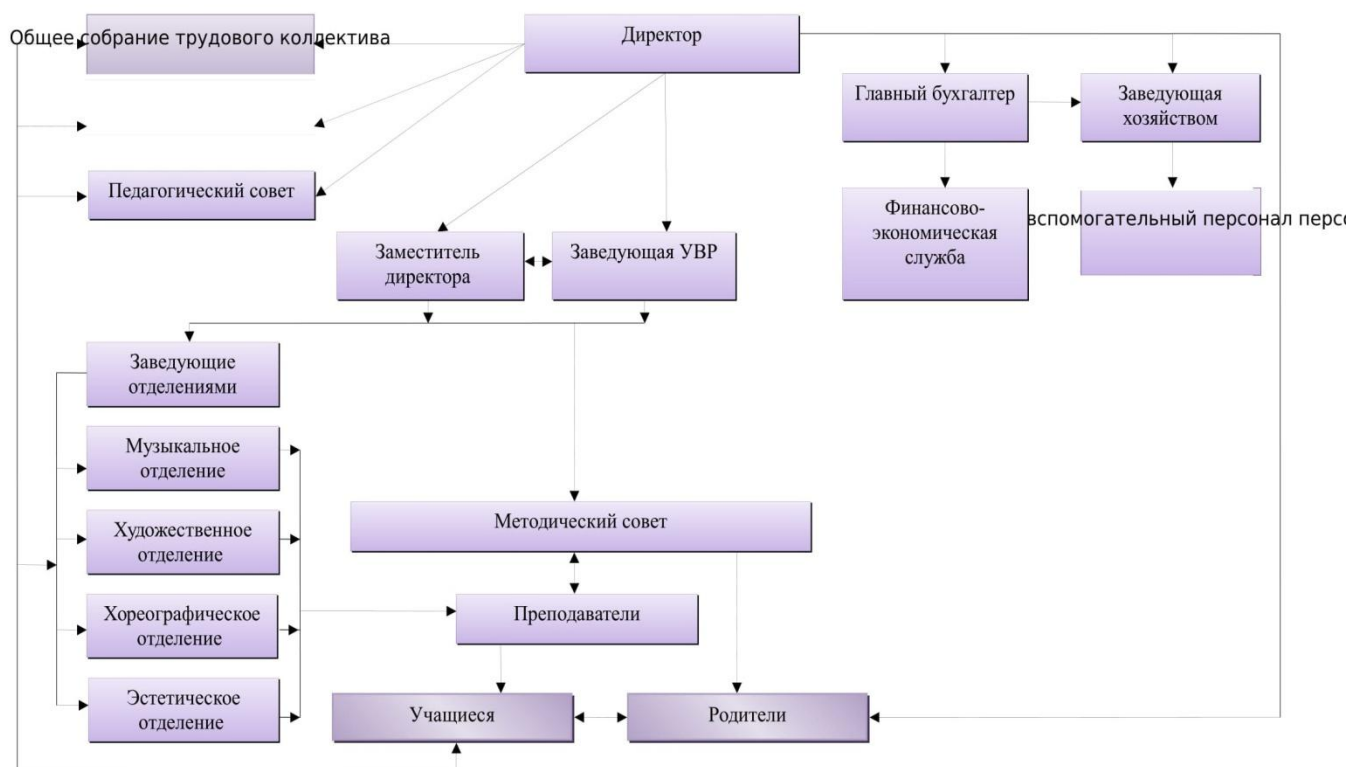 Общее собрание трудового коллектива
Директор
Главный бухгалтер
Заведующая
хозяйством
Педагогический совет
Финансово-
экономическая
служба
вспомогательный персонал
Заместитель
директора
Заведующая УВР
Заведующие
отделениями
Музыкальное
отделение
Методический совет
Художественное
отделение
Преподаватели
Хореографическое
отделение
Эстетическое
отделение
Учащиеся
Родители